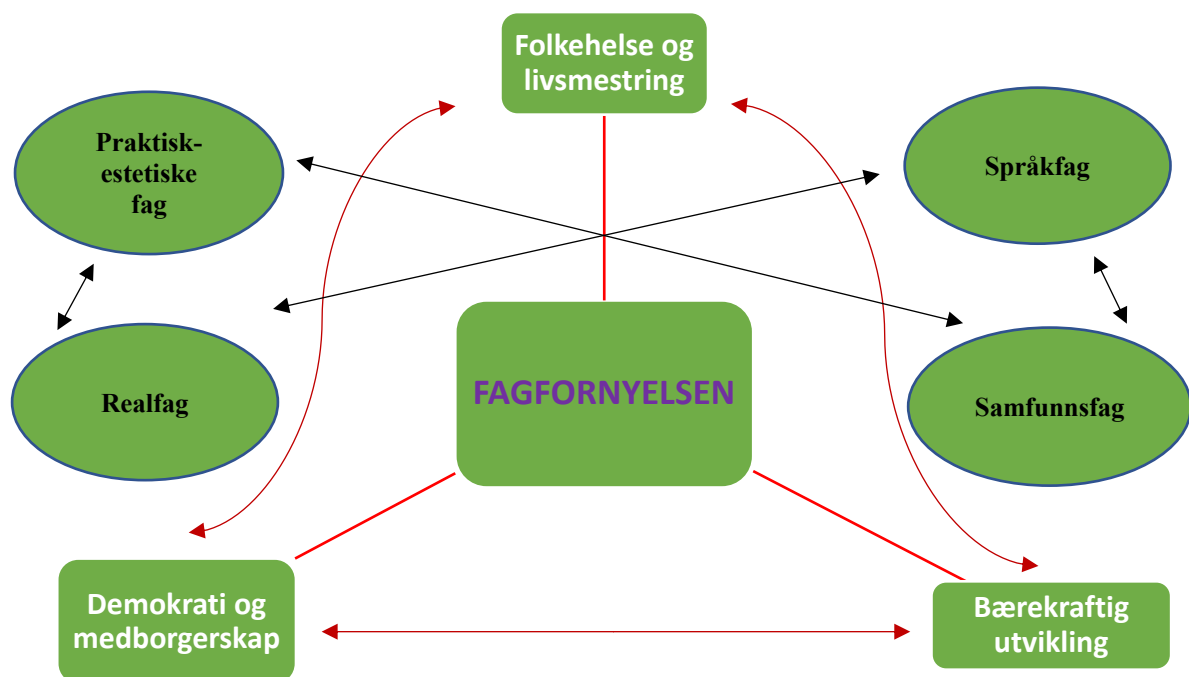 Folkehelse og
livsmestring
Praktisk-
estetiske
fag
Språkfag
FAGFORNYELSEN
Realfag
Samfunnsfag
Demokrati og
medborgerskap
Bærekraftig
utvikling